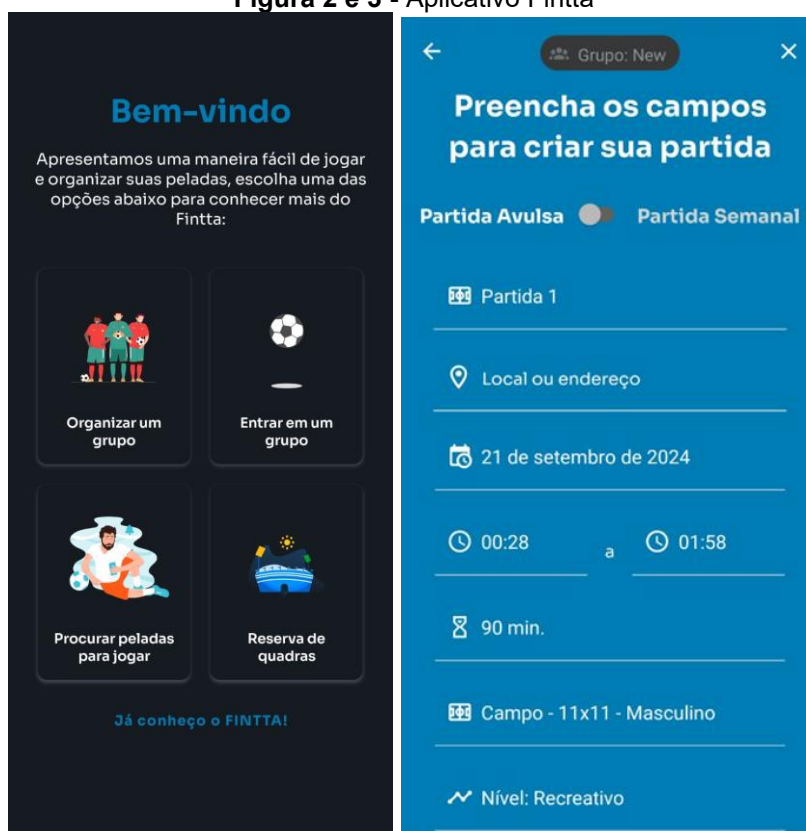 Figura 2 e 3 - Aplicativo Fintta
Bem-vindo
Apresentamos uma maneira fácil de jogar
e organizar suas peladas, escolha uma das
opções abaixo para conhecer mais do
Fintta:
Organizar um
grupo
Entrar em um
grupo
Procurar peladas
para jogar
Reserva de
quadras
Já conheço o FINTTA!
Grupo: New
Preencha os campos
para criar sua partida
Partida Avulsa Partida Semanal
Partida 1
Local ou endereço
21 de setembro de 2024
00:28 a 01:58
90 min.
Campo - 11x11 - Masculino
Nível: Recreativo